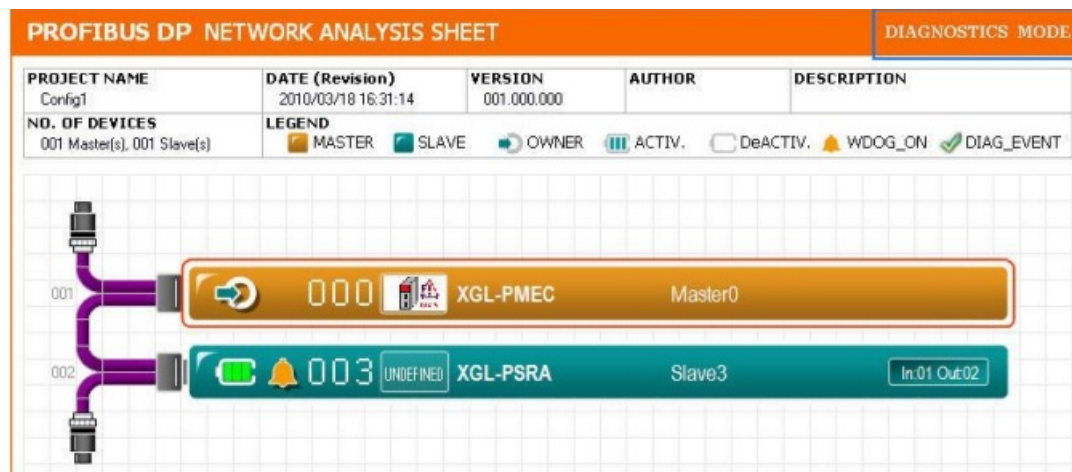 PROFIBUS DP NETWORK ANALYSIS SHEET DIAGNOSTICS MODE
PROJECT NAME DATE (Revision) VERSION AUTHOR DESCRIPTION
Config1 2010/03/18 16:31:14 001.000.000
NO. OF DEVICES LEGEND
001 Master(s), 001 Slave(s) MASTER SLAVE OWNER ACTIV. DeACTIV. WDOG_ON DIAG_EVENT
001 000 XGL-PMEC Master0
002 003 UNDEFINED XGL-PSRA Slave3 In:01 Out:02